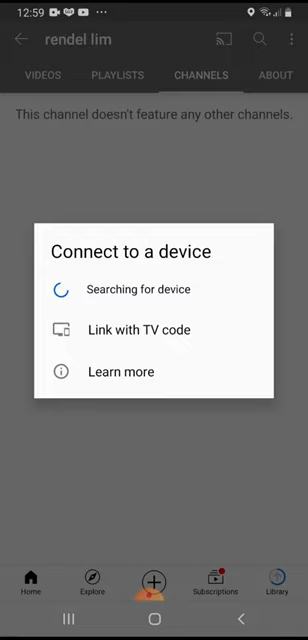 12:59
rendel lim
VIDEOS PLAYLISTS CHANNELS ABOUT
This channel doesn't feature any other channels.
Connect to a device
Searching for device
Link with TV code
Learn more
Home Explore Subscriptions Library